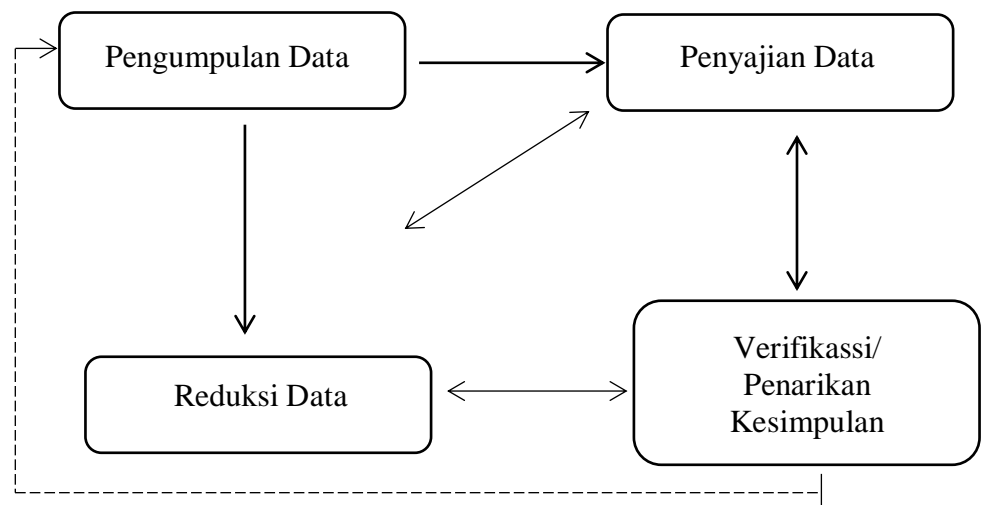 Pengumpulan Data
Penyajian Data
Reduksi Data
Verifikassi/
Penarikan
Kesimpulan